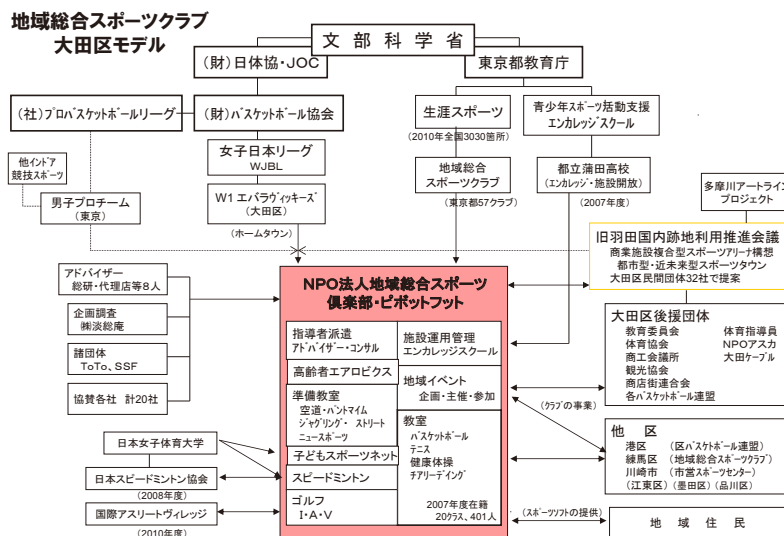 地域総合スポーツクラブ
大田区モデル
文部科学省
(財)日体協・JOC
東京都教育庁
(社)プロバスケットボールリーグ
(財)バスケットボール協会
生涯スポーツ
(2010年全国3030箇所)
青少年スポーツ活動支援
エンカレッジスクール
女子日本リーグ
WJBL
他インドア
競技スポーツ
地域総合
スポーツクラブ
(東京都57クラブ)
都立蒲田高校
(エンカレッジ・施設開放)
(2007年度)
男子プロチーム
(東京)
W1 エバラヴィッキーズ
(大田区)
(ホームタウン)
多摩川アートライン
プロジェクト
旧羽田国内跡地利用推進会議
商業施設複合型スポーツアリーナ構想
都市型・近未来型スポーツタウン
大田区民間団体32社で提案
アドバイザー
総研・代理店等8人
企画調査
㈱淡総庵
諸団体
ToTo、SSF
協賛各社 計20社
NPO法人地域総合スポーツ
倶楽部・ピボットフット
指導者派遣
アドバイザー・コンサル
高齢者エアロビクス
準備教室
空道・パントマイム
ジャグリング・ ストリート
ニュースポーツ
子どもスポーツネット
スピードミントン
ゴルフ
I・A・V
施設運用管理
エンカレッジスクール
地域イベント
企画・主催・参加
教室
バスケットボール
テニス
健康体操
チアリーディング
2007年度在籍
20クラス、401人
大田区後援団体
教育委員会 体育指導員
体育協会 NPOアスカ
商工会議所 大田ケーブル
観光協会
商店街連合会
各バスケットボール連盟
(クラブの事業)
他 区
港区 (区バスケットボール連盟)
練馬区 (地域総合スポーツクラブ)
川崎市 (市営スポーツセンター)
(江東区)(墨田区)(品川区)
日本女子体育大学
日本スピードミントン協会
(2008年度)
国際アスリートヴィレッジ
(2010年度)
(スポーツソフトの提供)
地 域 住 民